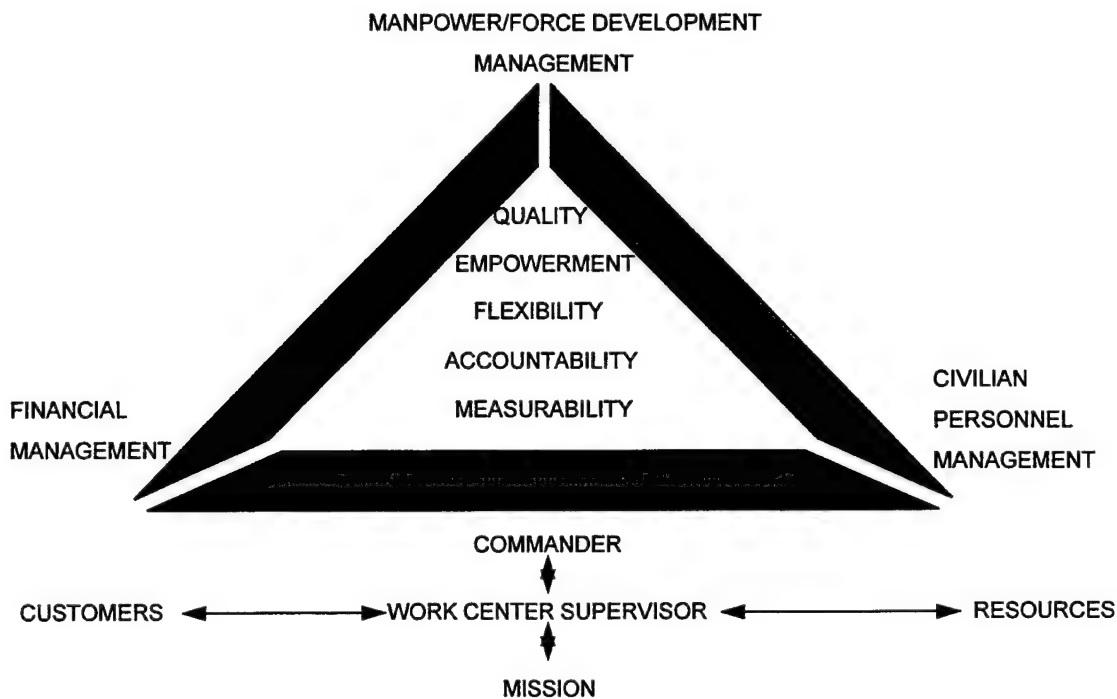 MANPOWER/FORCE DEVELOPMENT
MANAGEMENT
QUALITY
EMPOWERMENT
FLEXIBILITY
ACCOUNTABILITY
MEASURABILITY
FINANCIAL
MANAGEMENT
CIVILIAN
PERSONNEL
MANAGEMENT
COMMANDER
CUSTOMERS
WORK CENTER SUPERVISOR
RESOURCES
MISSION